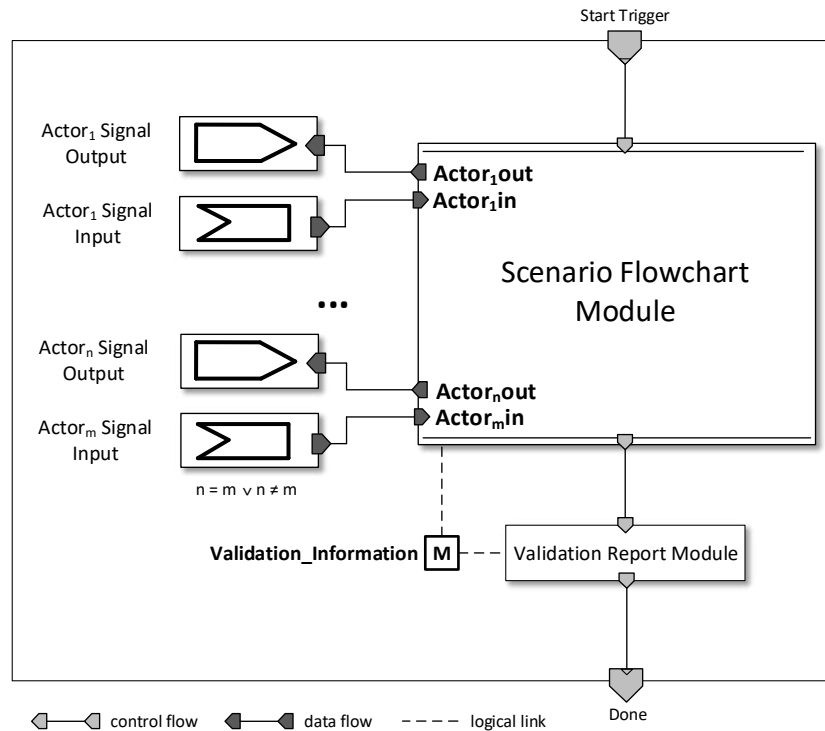 Start Trigger
Actor₁ Signal
Output
Actor₁out
Actor₁in
Actor₁ Signal
Input
Scenario Flowchart
Module
...
Actorₙ Signal
Output
Actorₙout
Actorₘin
Actorₘ Signal
Input
n = m ∨ n ≠ m
Validation_Information
M
Validation Report Module
Done
control flow
data flow
logical link